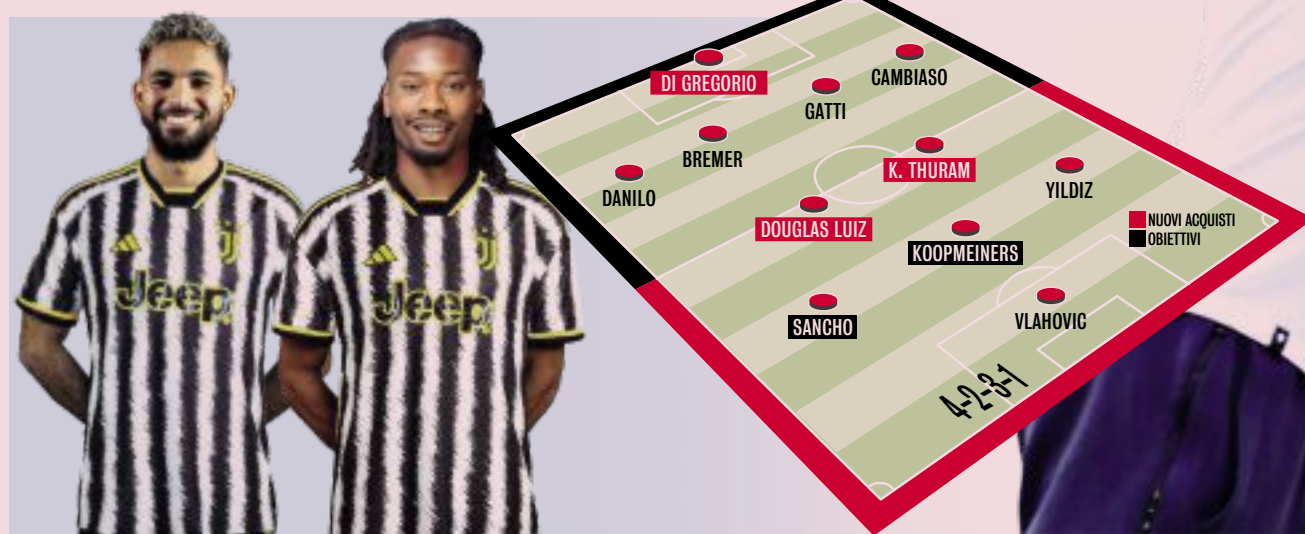 DI GREGORIO
CAMBIASO
GATTI
BREMER
DANILO
K. THURAM
YILDIZ
DOUGLAS LUIZ
KOOPMEINERS
SANCHO
VLAHOVIC
NUOVI ACQUISTI
OBIETTIVI
4-2-3-1
Jeep
Jeep